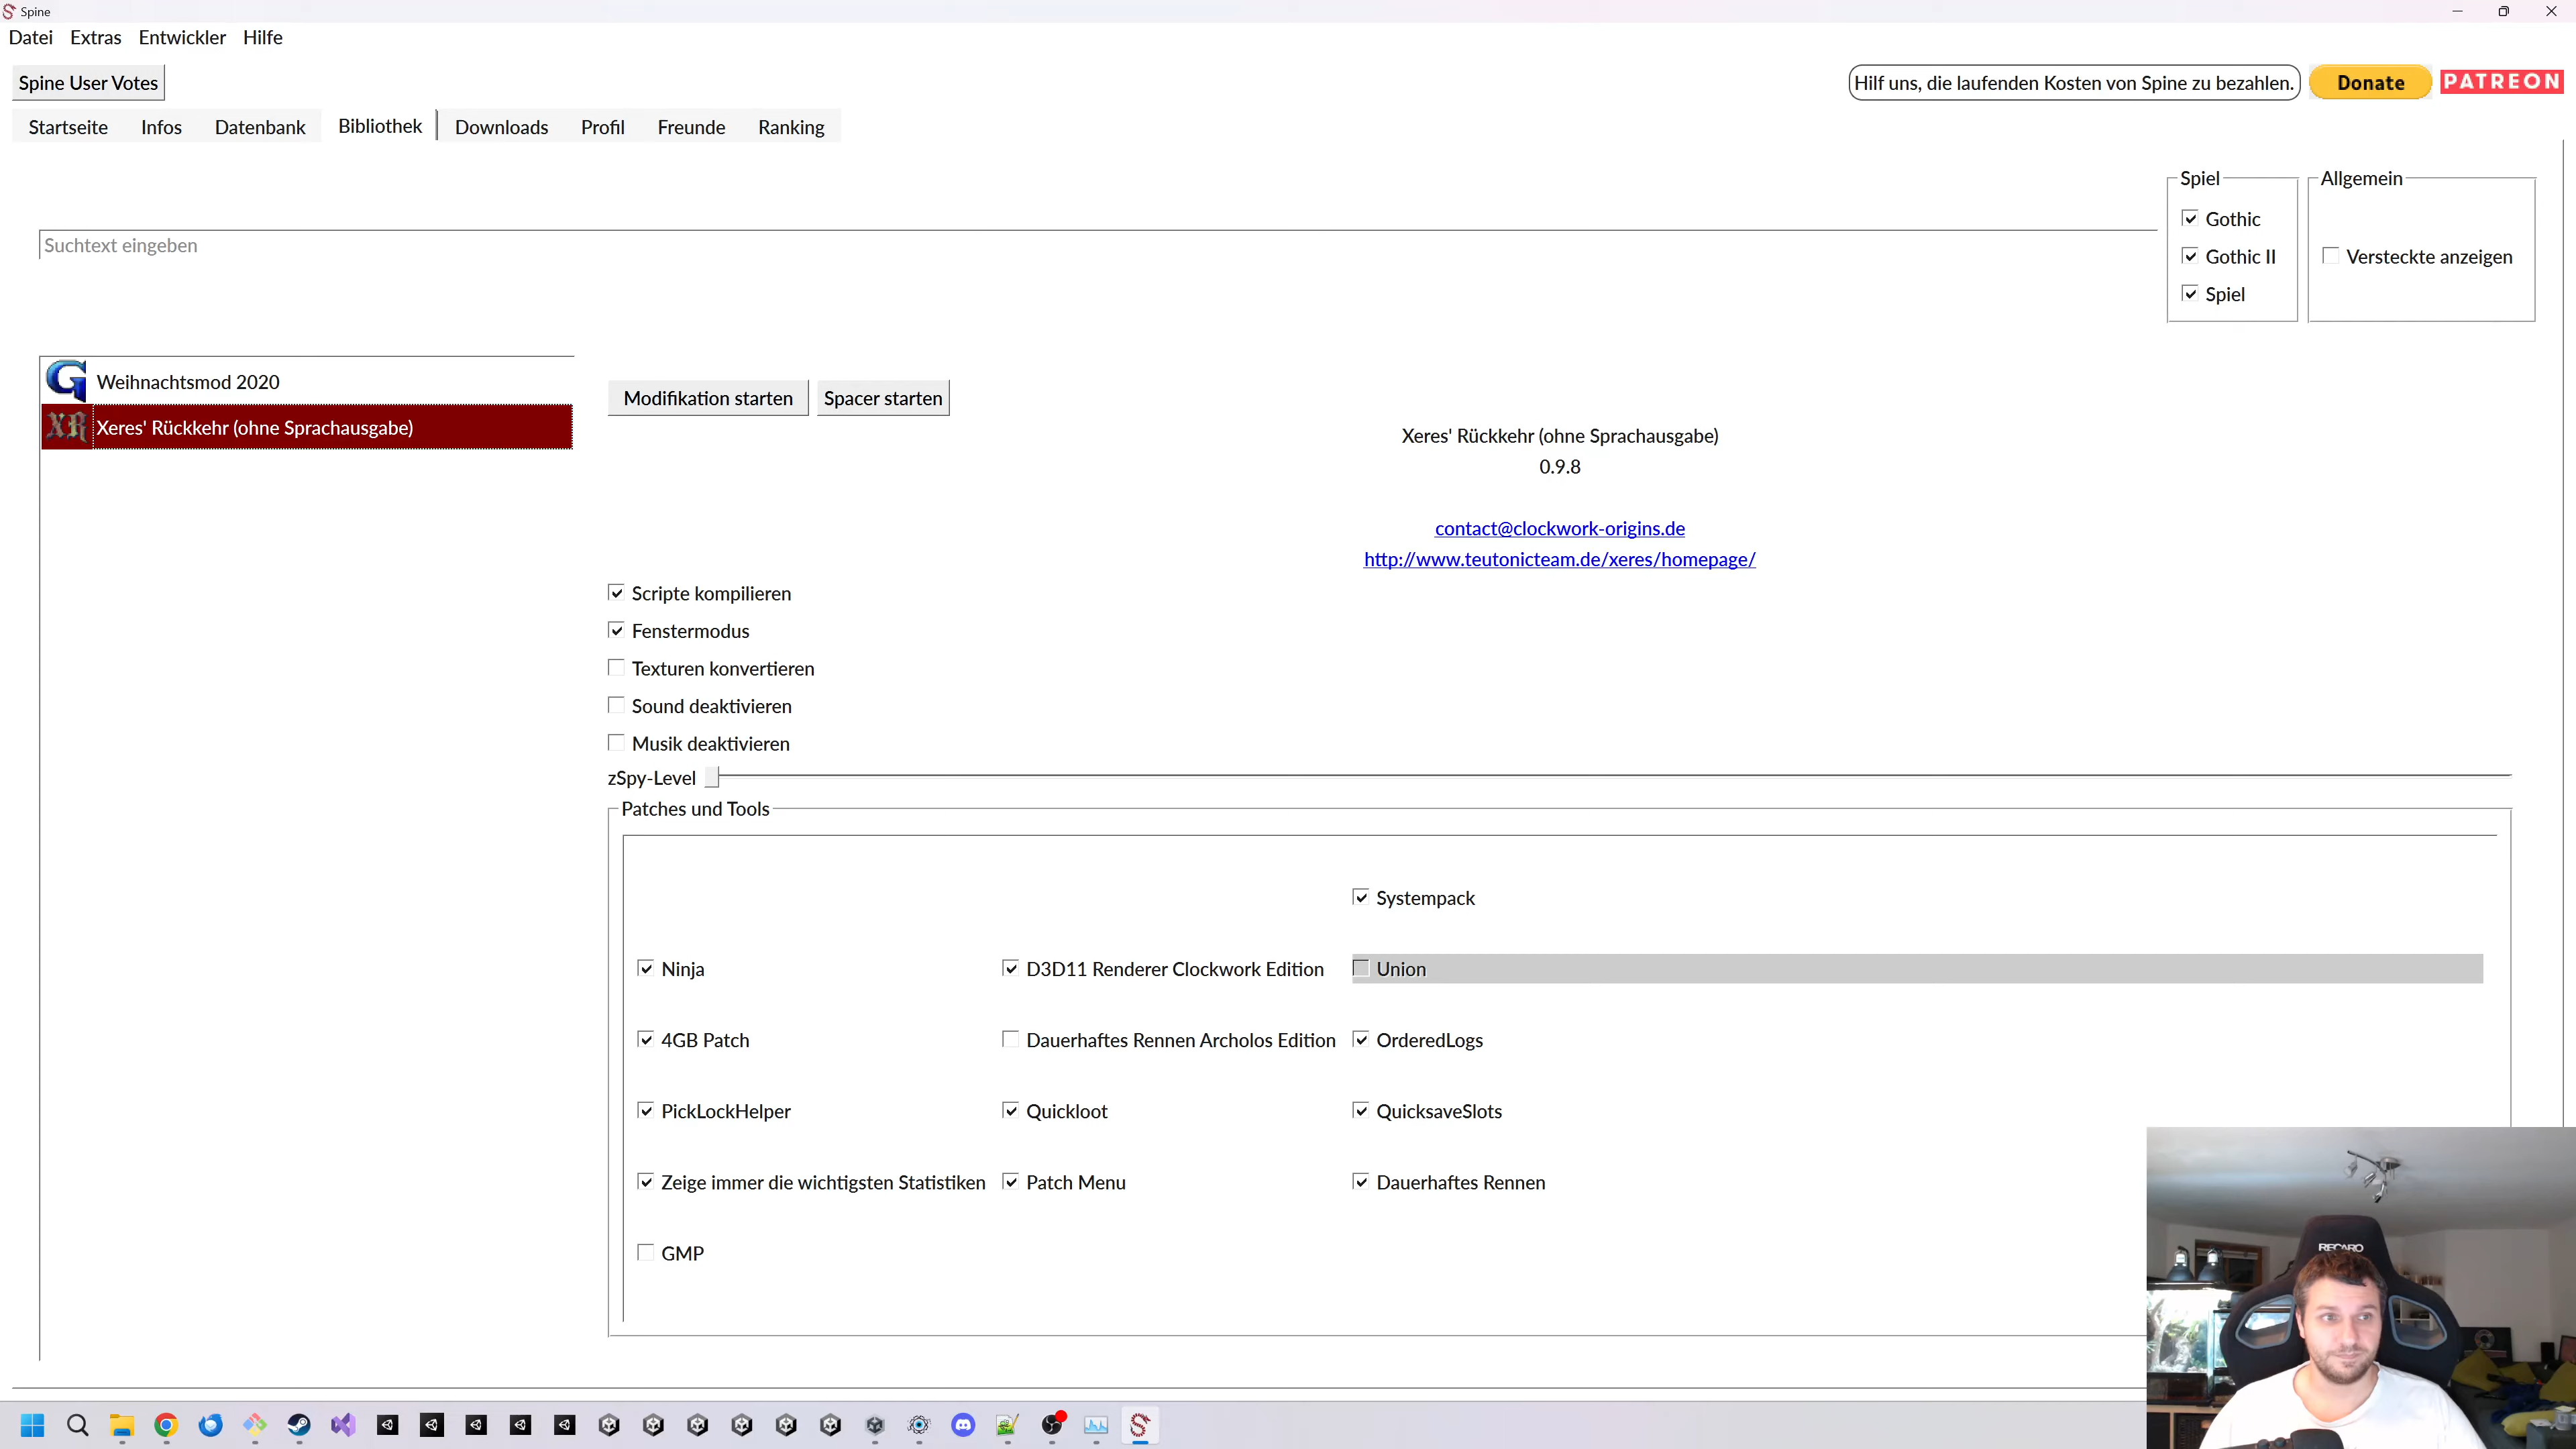 Spine
Datei Extras Entwickler Hilfe
Spine User Votes
Hilf uns, die laufenden Kosten von Spine zu bezahlen. Donate PATREON
Startseite Infos Datenbank Bibliothek Downloads Profil Freunde Ranking
Spiel Allgemein
Gothic
Suchtext eingeben
Gothic II Versteckte anzeigen
Spiel
Weihnachtsmod 2020
Xeres' Rückkehr (ohne Sprachausgabe)
Modifikation starten Spacer starten
Xeres' Rückkehr (ohne Sprachausgabe)
0.9.8
contact@clockwork-origins.de
http://www.teutonicteam.de/xeres/homepage/
Scripte kompilieren
Fenstermodus
Texturen konvertieren
Sound deaktivieren
Musik deaktivieren
zSpy-Level
Patches und Tools
Systempack
Ninja D3D11 Renderer Clockwork Edition Union
4GB Patch Dauerhaftes Rennen Archolos Edition OrderedLogs
PickLockHelper Quickloot QuicksaveSlots
Zeige immer die wichtigsten Statistiken Patch Menu Dauerhaftes Rennen
GMP
RECARO